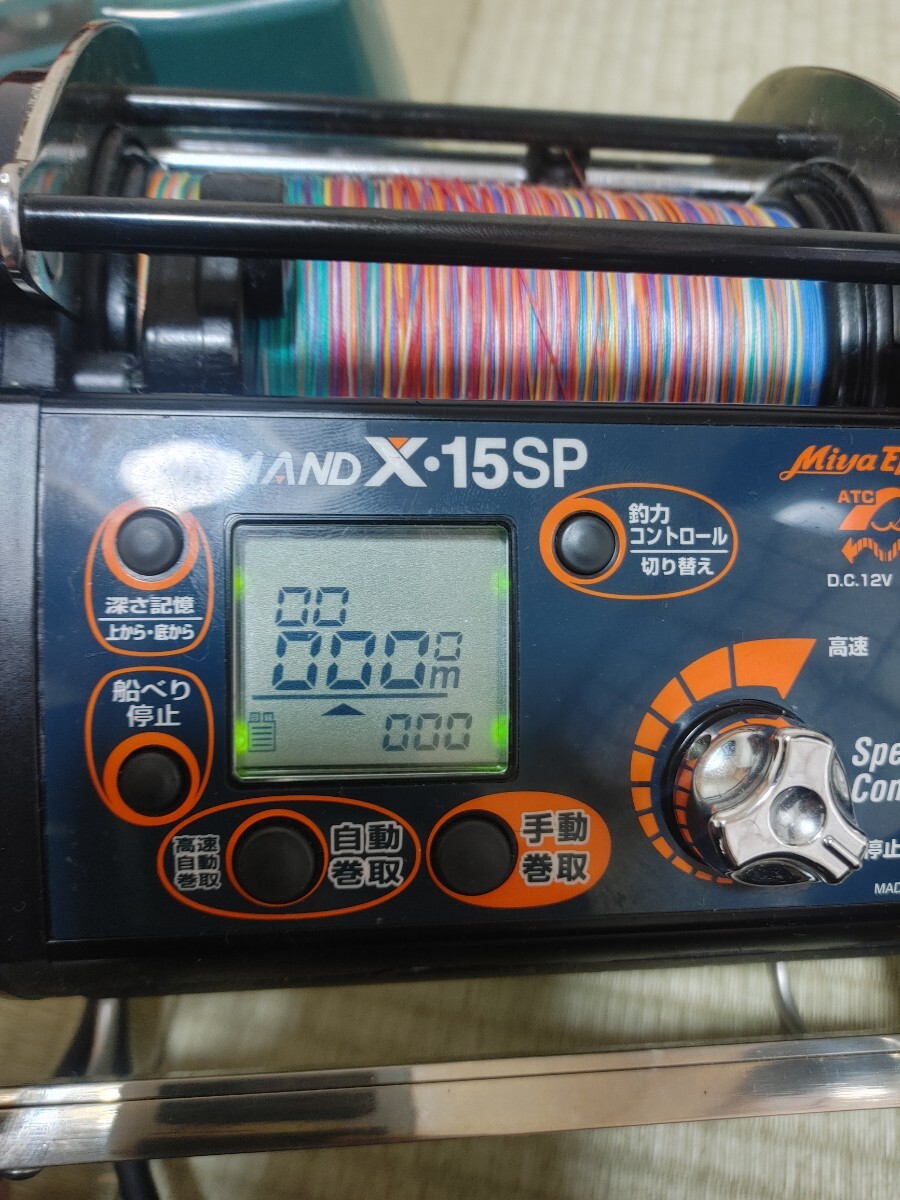 MAND X・15SP
Miya E
ATC
D.C.12V
釣力
コントロール
切り替え
深さ記憶
上から・底から
船べり
停止
00
0000
m
000
高速
Spe
Con
停止
MAD
高速
自動
巻取
自動
巻取
手動
巻取